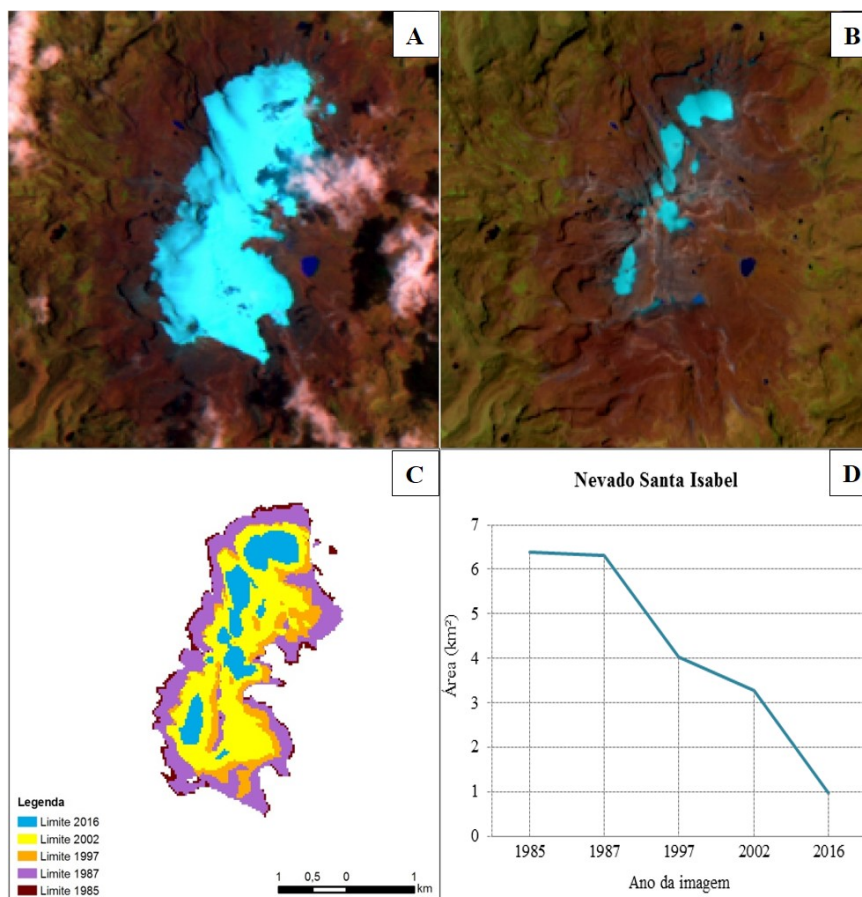 A
B
C
Legenda
Limite 2016
Limite 2002
Limite 1997
Limite 1987
Limite 1985
1 0,5 0 1
km
D
Nevado Santa Isabel
Área (km²)
7
6
5
4
3
2
1
0
1985 1987 1997 2002 2016
Ano da imagem